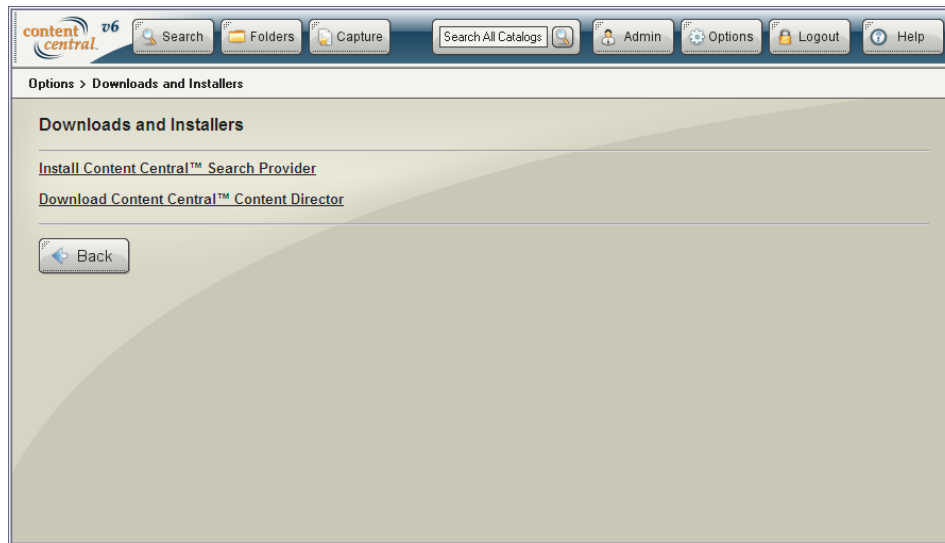 content central v6
Search
Folders
Capture
Search All Catalogs
Admin
Options
Logout
Help
Options > Downloads and Installers
Downloads and Installers
Install Content Central™ Search Provider
Download Content Central™ Content Director
Back